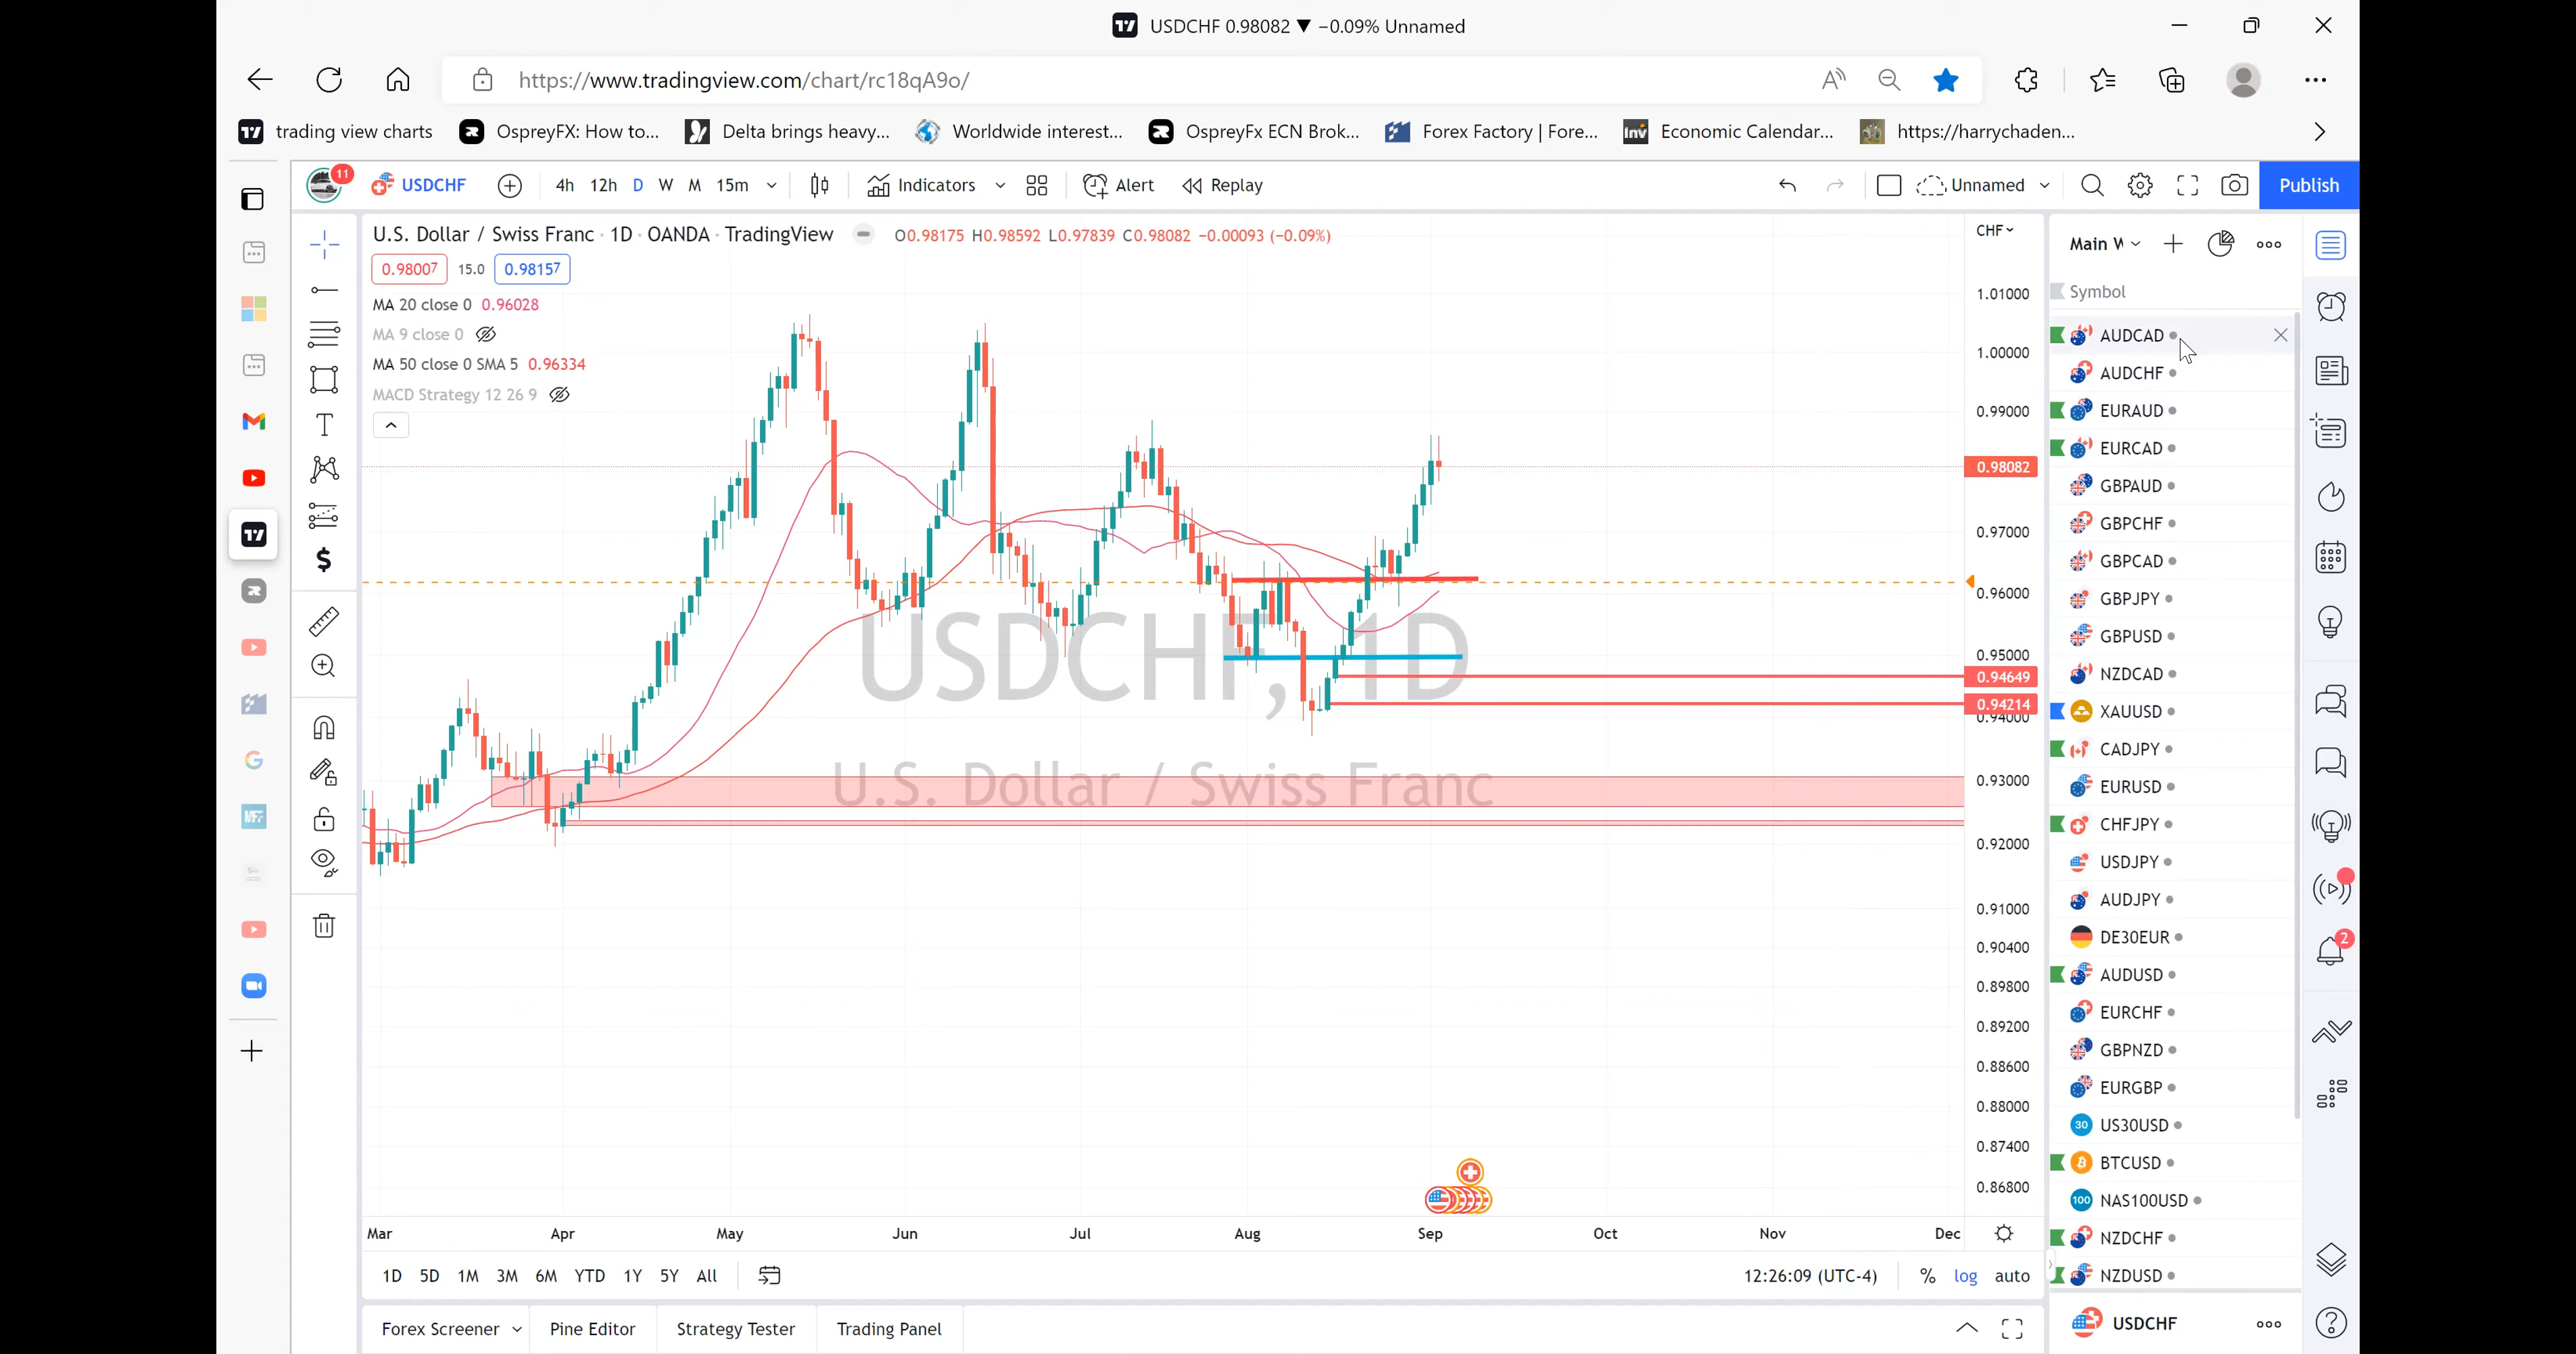 USDCHF 0.98082 ▼ −0.09% Unnamed
https://www.tradingview.com/chart/rc18qA9o/
trading view charts OspreyFX: How to... Delta brings heavy... Worldwide interest... OspreyFx ECN Brok... Forex Factory | Fore... Inv Economic Calendar... https://harrychaden...
11 USDCHF 4h 12h D W M 15m Indicators Alert Replay Unnamed Publish
U.S. Dollar / Swiss Franc · 1D · OANDA · TradingView O0.98175 H0.98592 L0.97839 C0.98082 −0.00093 (−0.09%)
0.98007 15.0 0.98157
MA 20 close 0 0.96028
MA 9 close 0
MA 50 close 0 SMA 5 0.96334
MACD Strategy 12 26 9
USDCHF, 1D
U.S. Dollar / Swiss Franc
CHF
1.01000
1.00000
0.99000
0.98082
0.97000
0.96000
0.95000
0.94649
0.94214
0.94000
0.93000
0.92000
0.91000
0.90400
0.89800
0.89200
0.88600
0.88000
0.87400
0.86800
Mar Apr May Jun Jul Aug Sep Oct Nov Dec
1D 5D 1M 3M 6M YTD 1Y 5Y All 12:26:09 (UTC-4) % log auto
Forex Screener Pine Editor Strategy Tester Trading Panel
Main W
Symbol
AUDCAD
AUDCHF
EURAUD
EURCAD
GBPAUD
GBPCHF
GBPCAD
GBPJPY
GBPUSD
NZDCAD
XAUUSD
CADJPY
EURUSD
CHFJPY
USDJPY
AUDJPY
DE30EUR
AUDUSD
EURCHF
GBPNZD
EURGBP
30 US30USD
BTCUSD
100 NAS100USD
NZDCHF
NZDUSD
USDCHF
2
MFF